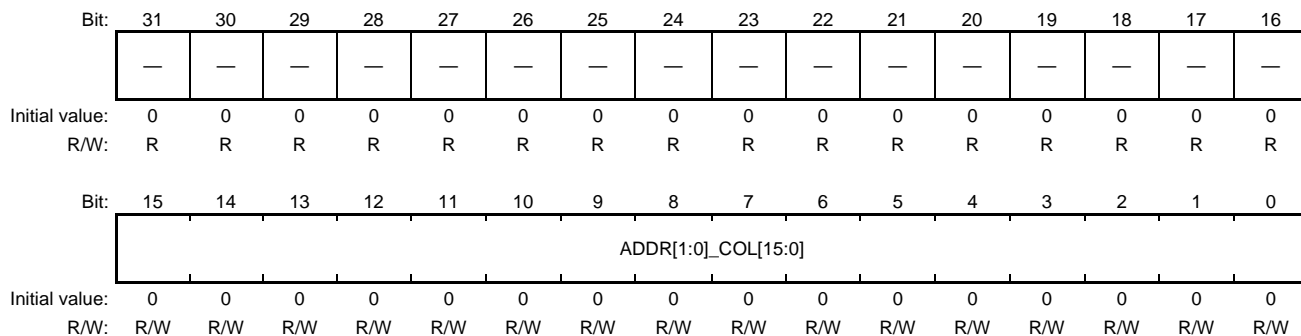 Bit: 31 30 29 28 27 26 25 24 23 22 21 20 19 18 17 16
— — — — — — — — — — — — — — — —
Initial value: 0 0 0 0 0 0 0 0 0 0 0 0 0 0 0 0
R/W: R R R R R R R R R R R R R R R R
Bit: 15 14 13 12 11 10 9 8 7 6 5 4 3 2 1 0
ADDR[1:0]_COL[15:0]
Initial value: 0 0 0 0 0 0 0 0 0 0 0 0 0 0 0 0
R/W: R/W R/W R/W R/W R/W R/W R/W R/W R/W R/W R/W R/W R/W R/W R/W R/W